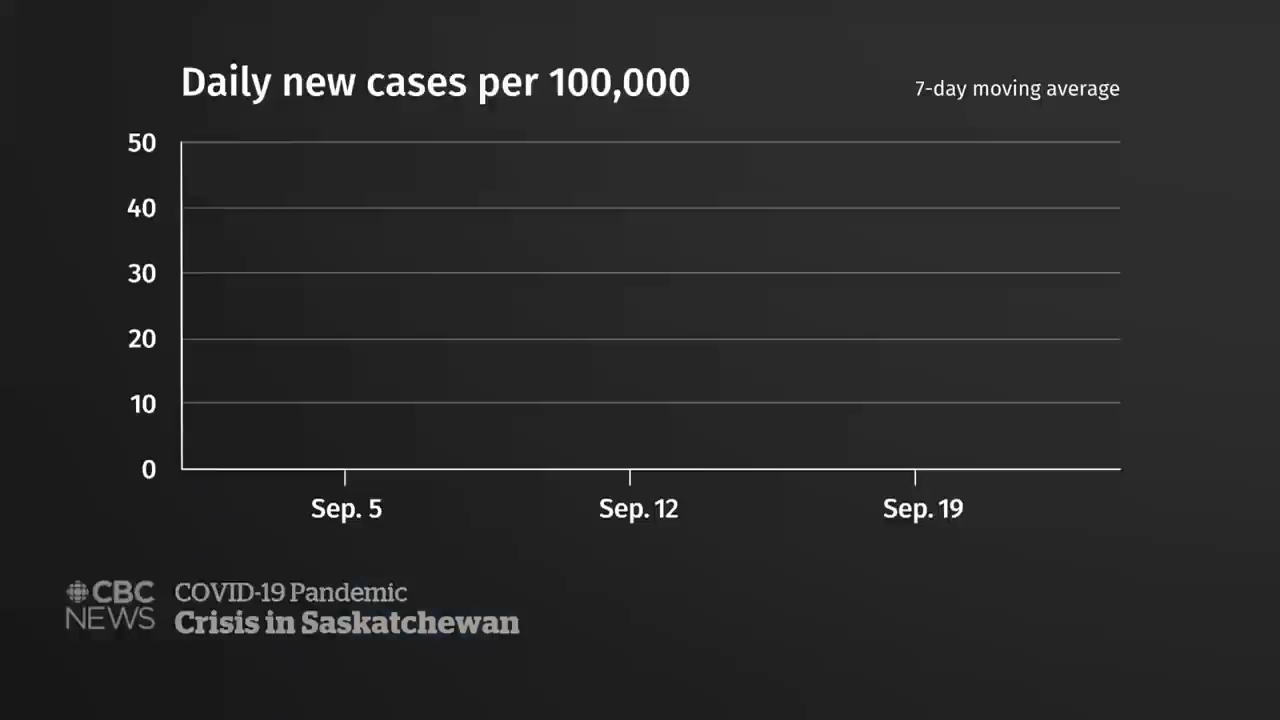 Daily new cases per 100,000
7-day moving average
50
40
30
20
10
0
Sep. 5
Sep. 12
Sep. 19
CBC
NEWS
COVID-19 Pandemic
Crisis in Saskatchewan